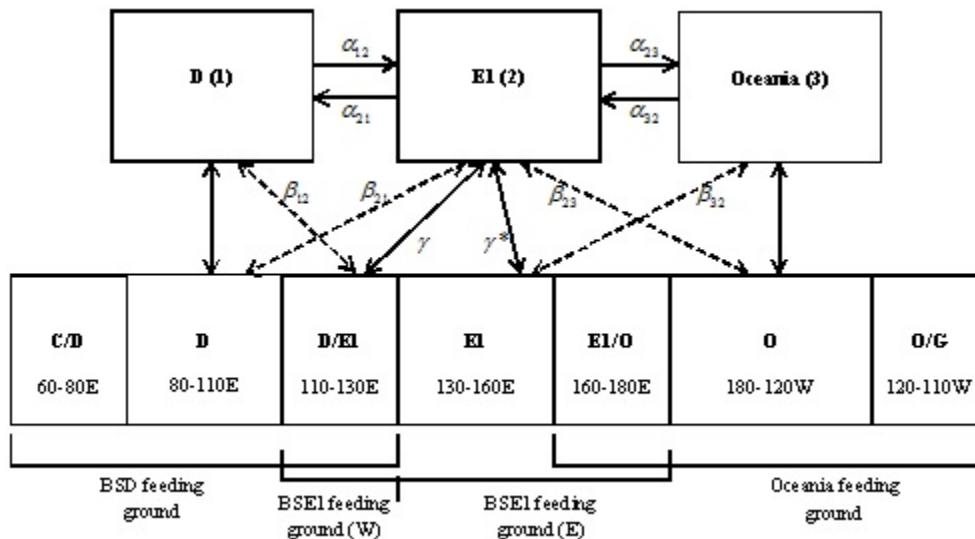 α12
α23
D (1)
E1 (2)
Oceania (3)
α21
α32
β12
β21
β23
β32
γ
γ*
C/D
D
D/E1
E1
E1/O
O
O/G
60-80E
80-110E
110-130E
130-160E
160-180E
180-120W
120-110W
BSD feeding
ground
BSE1 feeding
ground (W)
BSE1 feeding
ground (E)
Oceania feeding
ground